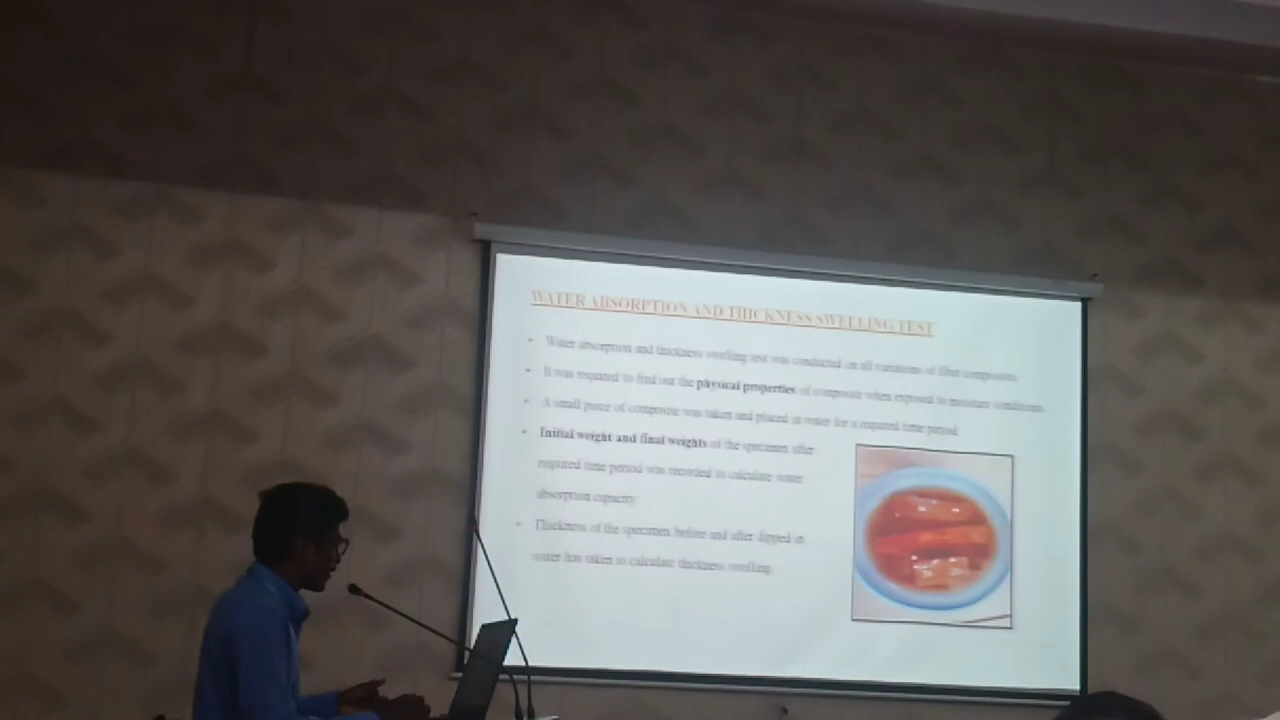 WATER ABSORPTION AND THICKNESS SWELLING TEST
• Water absorption and thickness swelling test was conducted on all variations of fiber composites.
• It was required to find out the physical properties of composite when exposed to moisture conditions.
• A small piece of composite was taken and placed in water for a required time period.
• Initial weight and final weights of the specimen after
required time period was recorded to calculate water
absorption capacity.
• Thickness of the specimen before and after dipped in
water has taken to calculate thickness swelling.